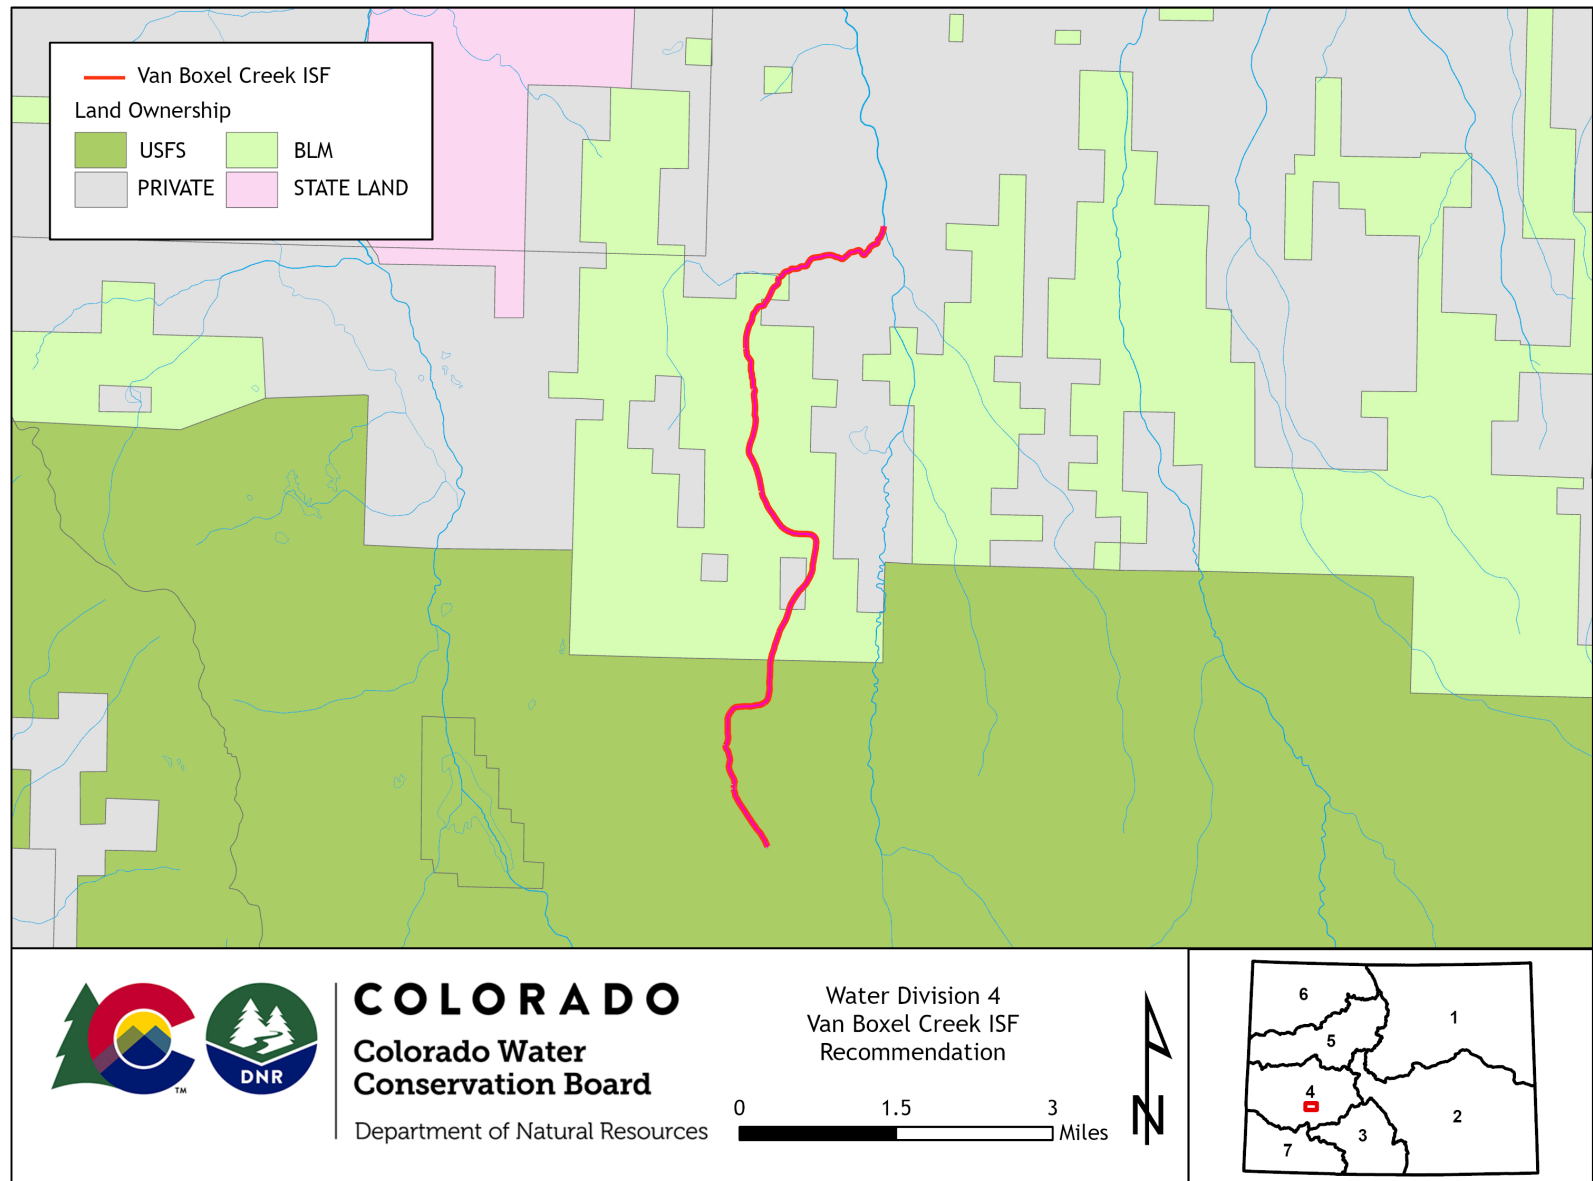 Van Boxel Creek ISF
Land Ownership
USFS
BLM
PRIVATE
STATE LAND
TM
DNR
COLORADO
Colorado Water
Conservation Board
Department of Natural Resources
Water Division 4
Van Boxel Creek ISF
Recommendation
0 1.5 3
Miles
N
6
1
5
4
2
3
7